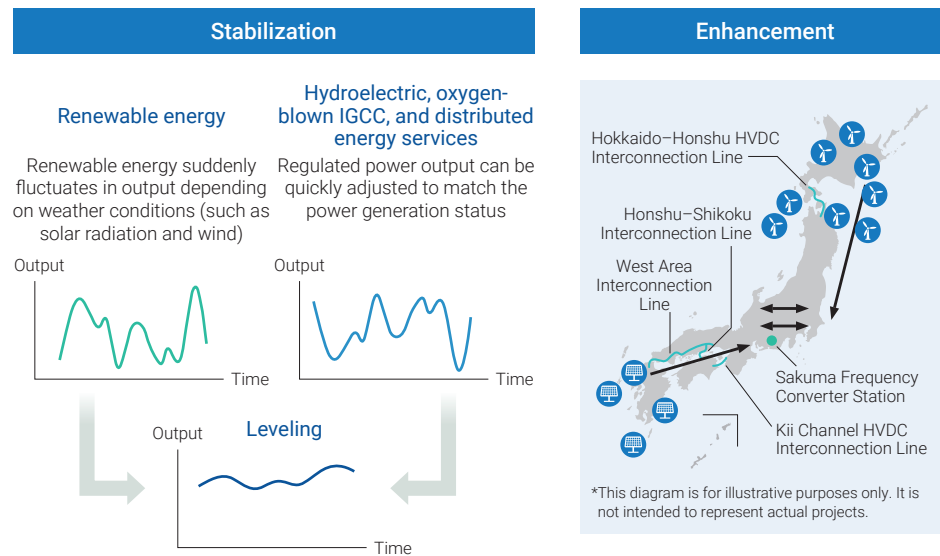 Stabilization
Renewable energy
Renewable energy suddenly
fluctuates in output depending
on weather conditions (such as
solar radiation and wind)
Hydroelectric, oxygen-
blown IGCC, and distributed
energy services
Regulated power output can be
quickly adjusted to match the
power generation status
Output
Time
Output
Time
Output
Leveling
Time
Enhancement
Hokkaido–Honshu HVDC
Interconnection Line
Honshu–Shikoku
Interconnection Line
West Area
Interconnection
Line
Sakuma Frequency
Converter Station
Kii Channel HVDC
Interconnection Line
*This diagram is for illustrative purposes only. It is
not intended to represent actual projects.